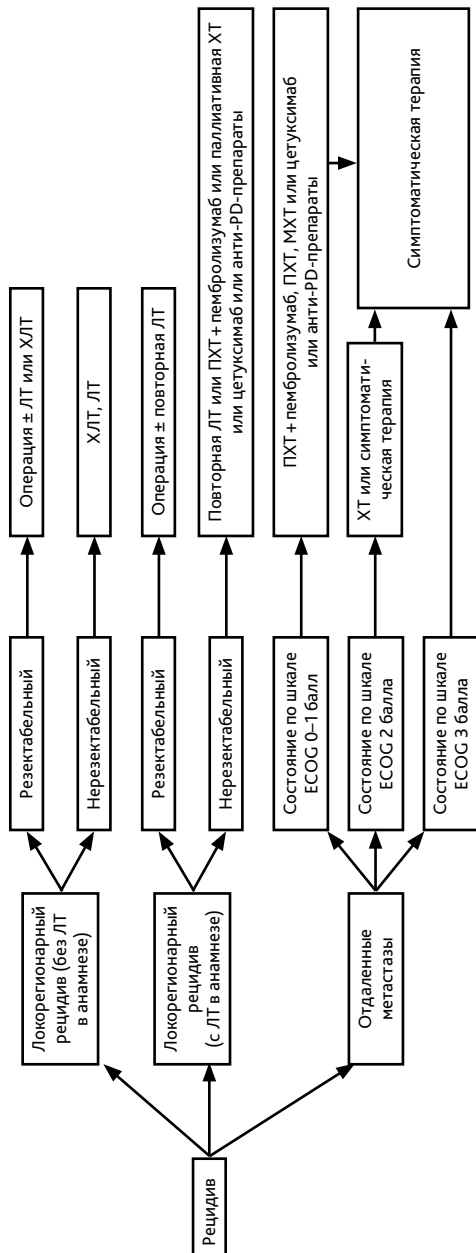 Рецидив
Локорегионарный
рецидив (без ЛТ
в анамнезе)
Локорегионарный
рецидив
(с ЛТ в анамнезе)
Отдаленные
метастазы
Резектабельный
Нерезектабельный
Резектабельный
Нерезектабельный
Состояние по шкале
ECOG 0–1 балл
Состояние по шкале
ECOG 2 балла
Состояние по шкале
ECOG 3 балла
Операция ± ЛТ или ХЛТ
ХЛТ, ЛТ
Операция ± повторная ЛТ
Повторная ЛТ или ПХТ + пембролизумаб или паллиативная ХТ
или цетуксимаб или анти-PD-препараты
ПХТ + пембролизумаб, ПХТ, МХТ или цетуксимаб
или анти-PD-препараты
ХТ или симптомати-
ческая терапия
Симптоматическая терапия